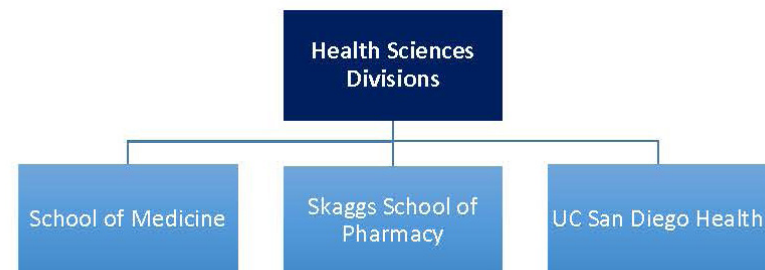 Health Sciences
Divisions
School of Medicine
Skaggs School of
Pharmacy
UC San Diego Health